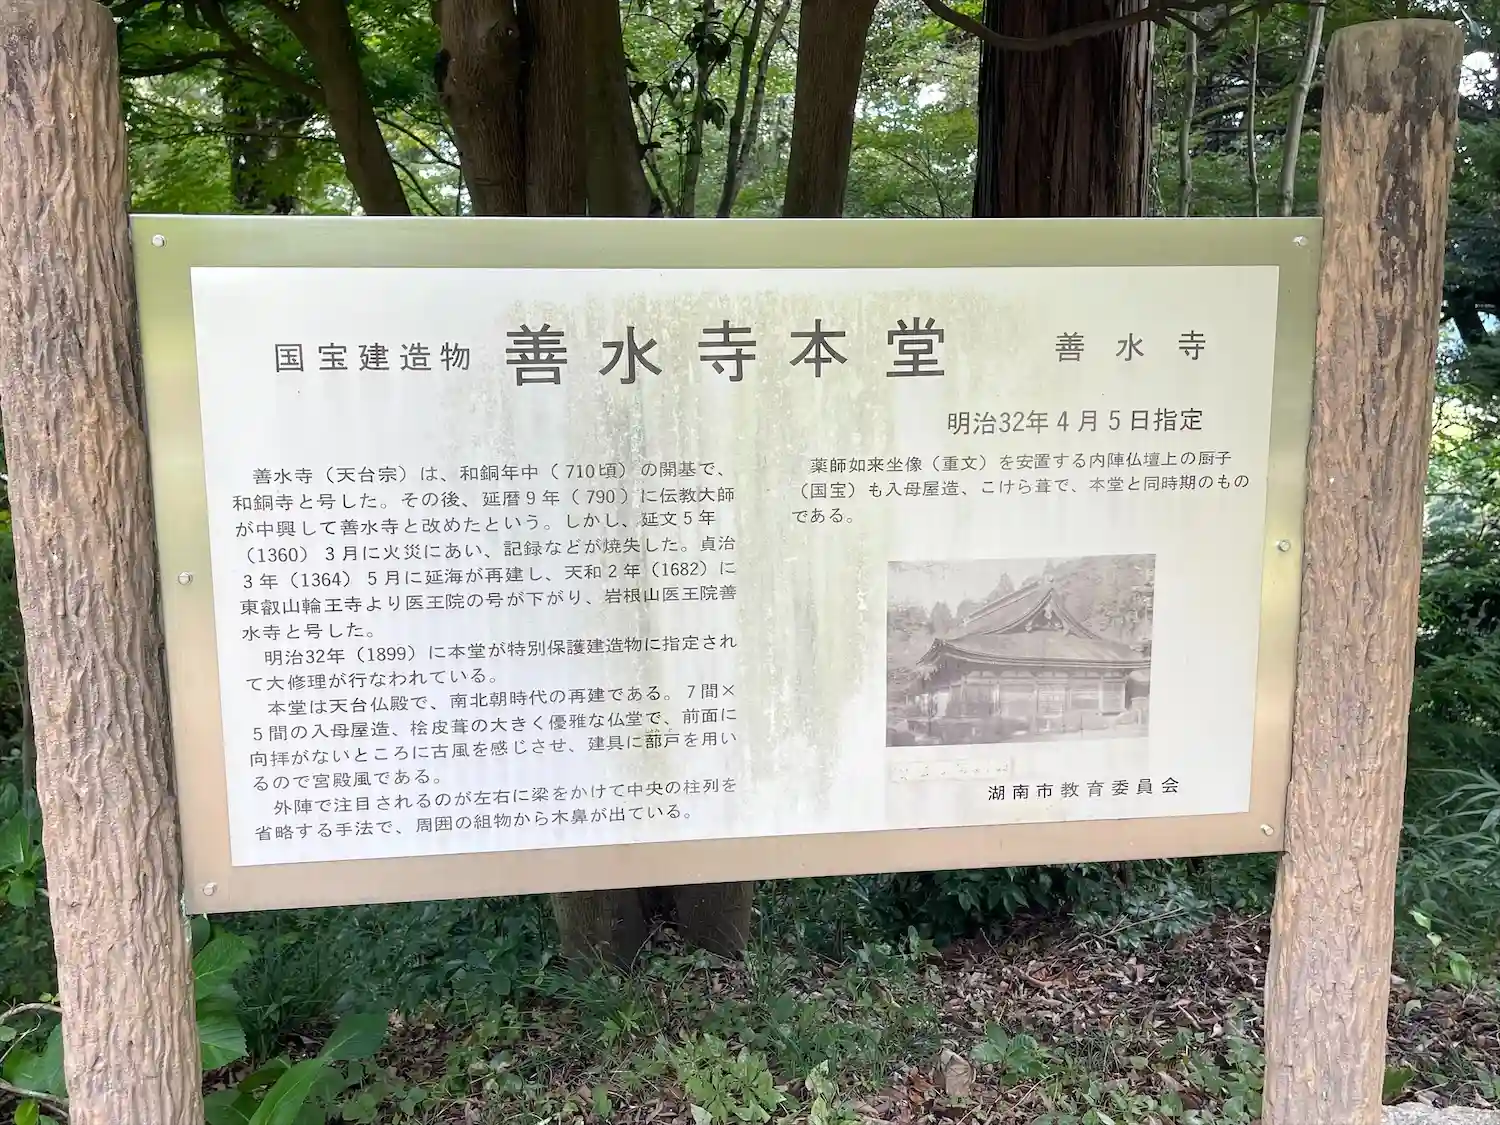 国宝建造物 善水寺本堂 善水寺
明治32年4月5日指定
善水寺（天台宗）は、和銅年中（710頃）の開基で、
和銅寺と号した。その後、延暦9年（790）に伝教大師
が中興して善水寺と改めたという。しかし、延文5年
（1360）3月に火災にあい、記録などが焼失した。貞治
3年（1364）5月に延海が再建し、天和2年（1682）に
東叡山輪王寺より医王院の号が下がり、岩根山医王院善
水寺と号した。
明治32年（1899）に本堂が特別保護建造物に指定され
て大修理が行なわれている。
本堂は天台仏殿で、南北朝時代の再建である。7間×
5間の入母屋造、桧皮葺の大きく優雅な仏堂で、前面に
向拝がないところに古風を感じさせ、建具に蔀戸を用い
るので宮殿風である。
外陣で注目されるのが左右に梁をかけて中央の柱列を
省略する手法で、周囲の組物から木鼻が出ている。
薬師如来坐像（重文）を安置する内陣仏壇上の厨子
（国宝）も入母屋造、こけら葺で、本堂と同時期のもの
である。
湖南市教育委員会